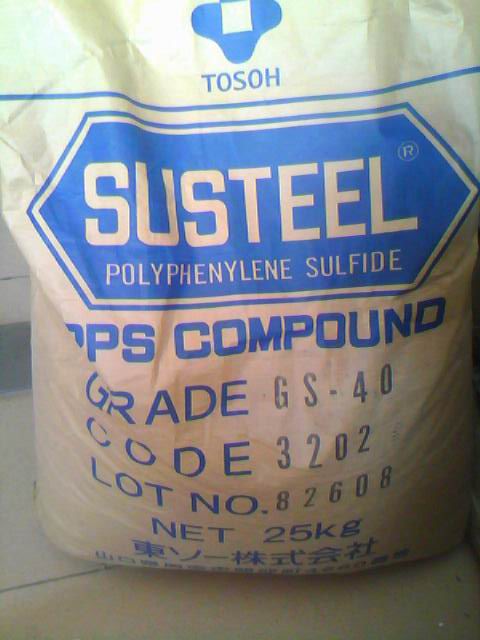 TOSOH
SUSTEEL®
POLYPHENYLENE SULFIDE
PPS COMPOUND
GRADE GS-40
CODE 3202
LOT NO. 82608
NET 25kg
東ソー株式会社